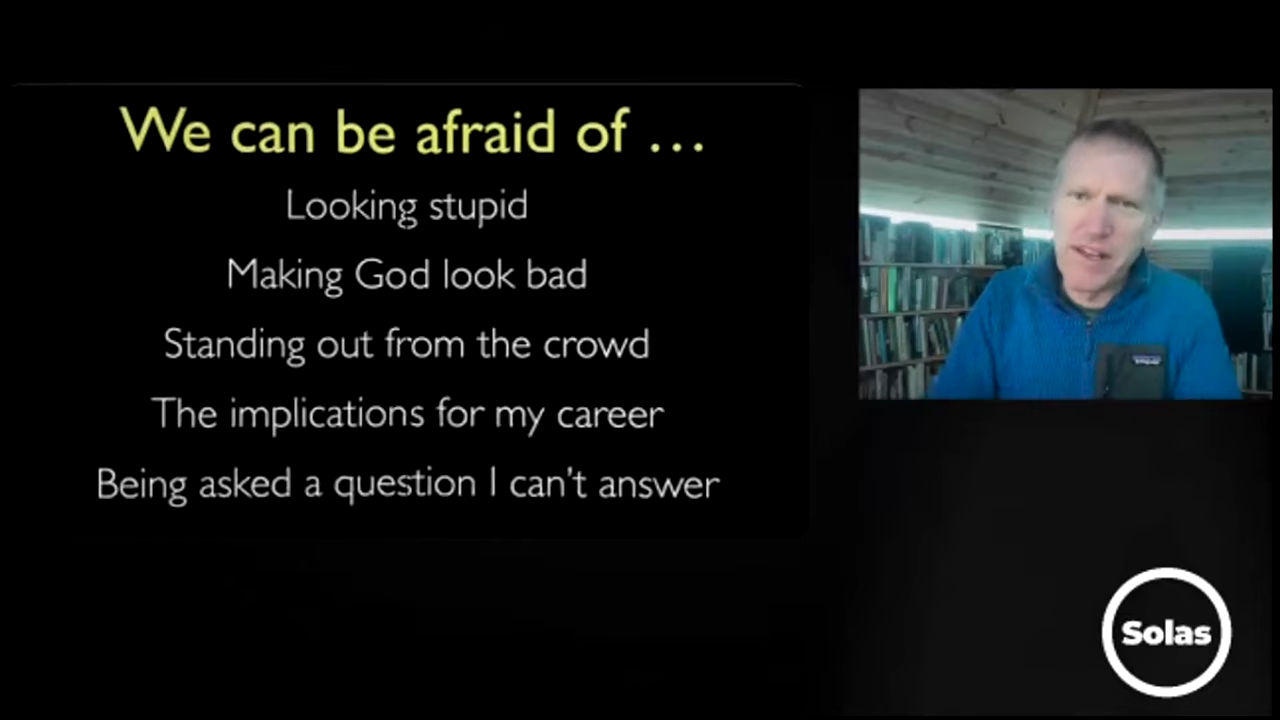 We can be afraid of ...
Looking stupid
Making God look bad
Standing out from the crowd
The implications for my career
Being asked a question I can't answer
Solas